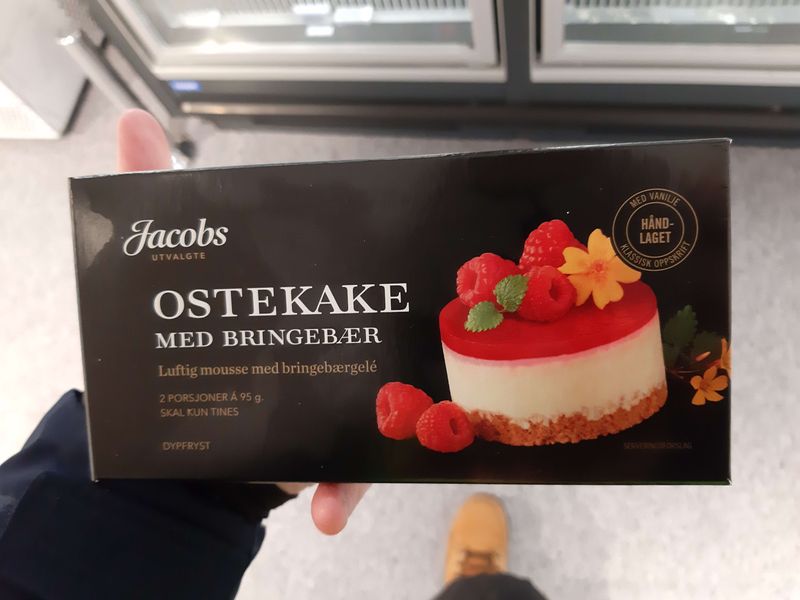 Jacobs
UTVALGTE
OSTEKAKE
MED BRINGEBÆR
Luftig mousse med bringebærgelé
2 PORSJONER Á 95 g.
SKAL KUN TINES
DYPFRYST
MED VANILJE
HÅND-
LAGET
KLASSISK OPPSKRIFT
SERVERINGSFORSLAG